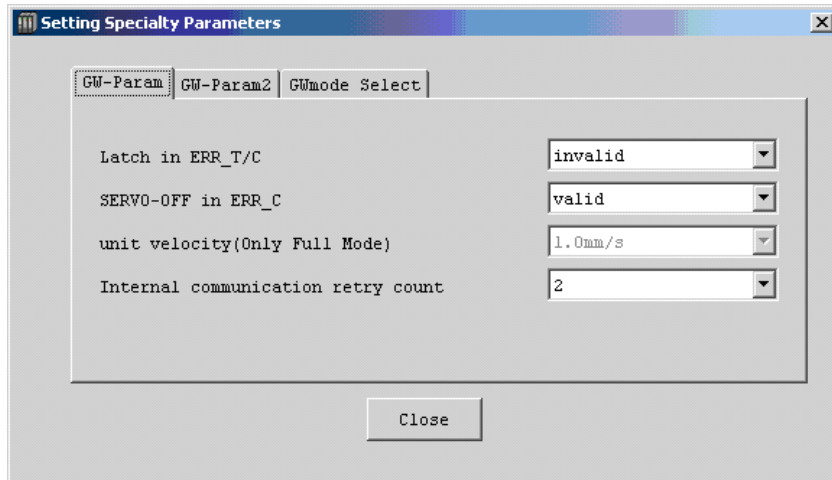 Setting Specialty Parameters
GW-Param GW-Param2 GWmode Select
Latch in ERR_T/C invalid
SERVO-OFF in ERR_C valid
unit velocity(Only Full Mode) 1.0mm/s
Internal communication retry count 2
Close